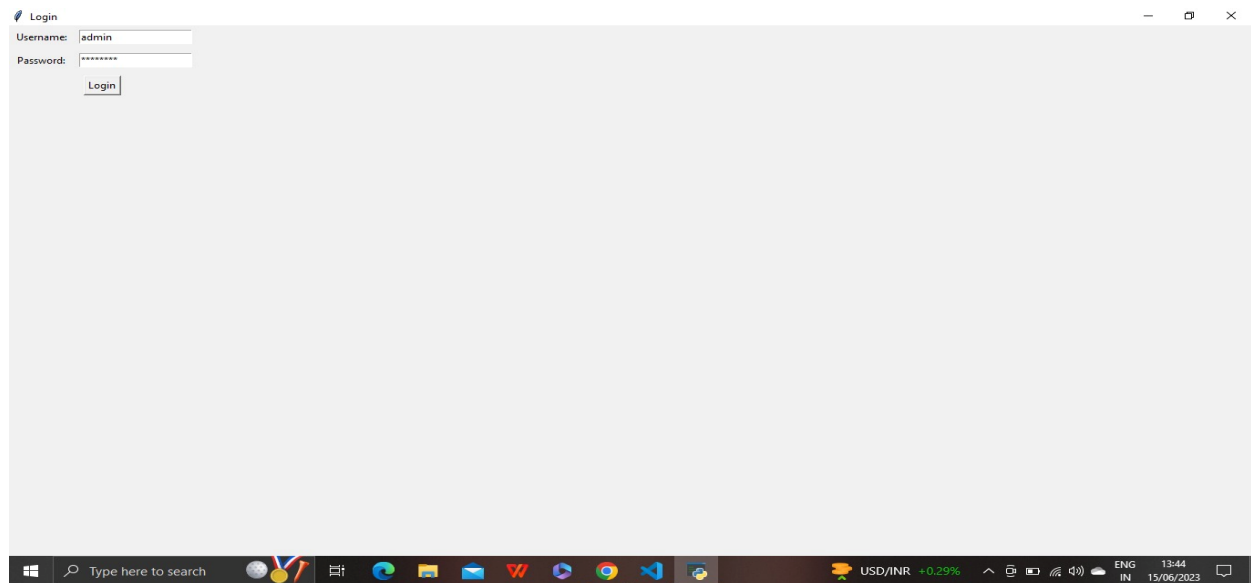 Login
Username: admin
Password: ********
Login
Type here to search
USD/INR +0.29%
ENG
IN
13:44
15/06/2023